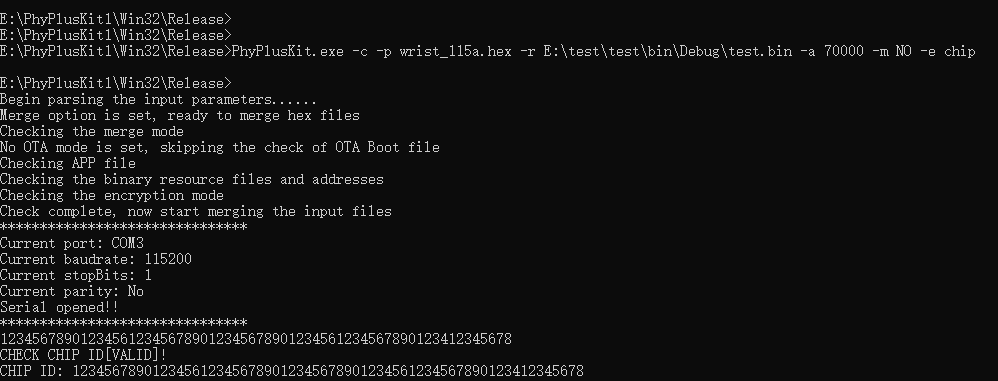 E:\PhyPlusKit1\Win32\Release>
E:\PhyPlusKit1\Win32\Release>
E:\PhyPlusKit1\Win32\Release>PhyPlusKit.exe -c -p wrist_115a.hex -r E:\test\test\bin\Debug\test.bin -a 70000 -m NO -e chip
E:\PhyPlusKit1\Win32\Release>
Begin parsing the input parameters......
Merge option is set, ready to merge hex files
Checking the merge mode
No OTA mode is set, skipping the check of OTA Boot file
Checking APP file
Checking the binary resource files and addresses
Checking the encryption mode
Check complete, now start merging the input files
*******************************
Current port: COM3
Current baudrate: 115200
Current stopBits: 1
Current parity: No
Serial opened!!
*******************************
1234567890123456123456789012345678901234561234567890123412345678
CHECK CHIP ID[VALID]!
CHIP ID: 1234567890123456123456789012345678901234561234567890123412345678